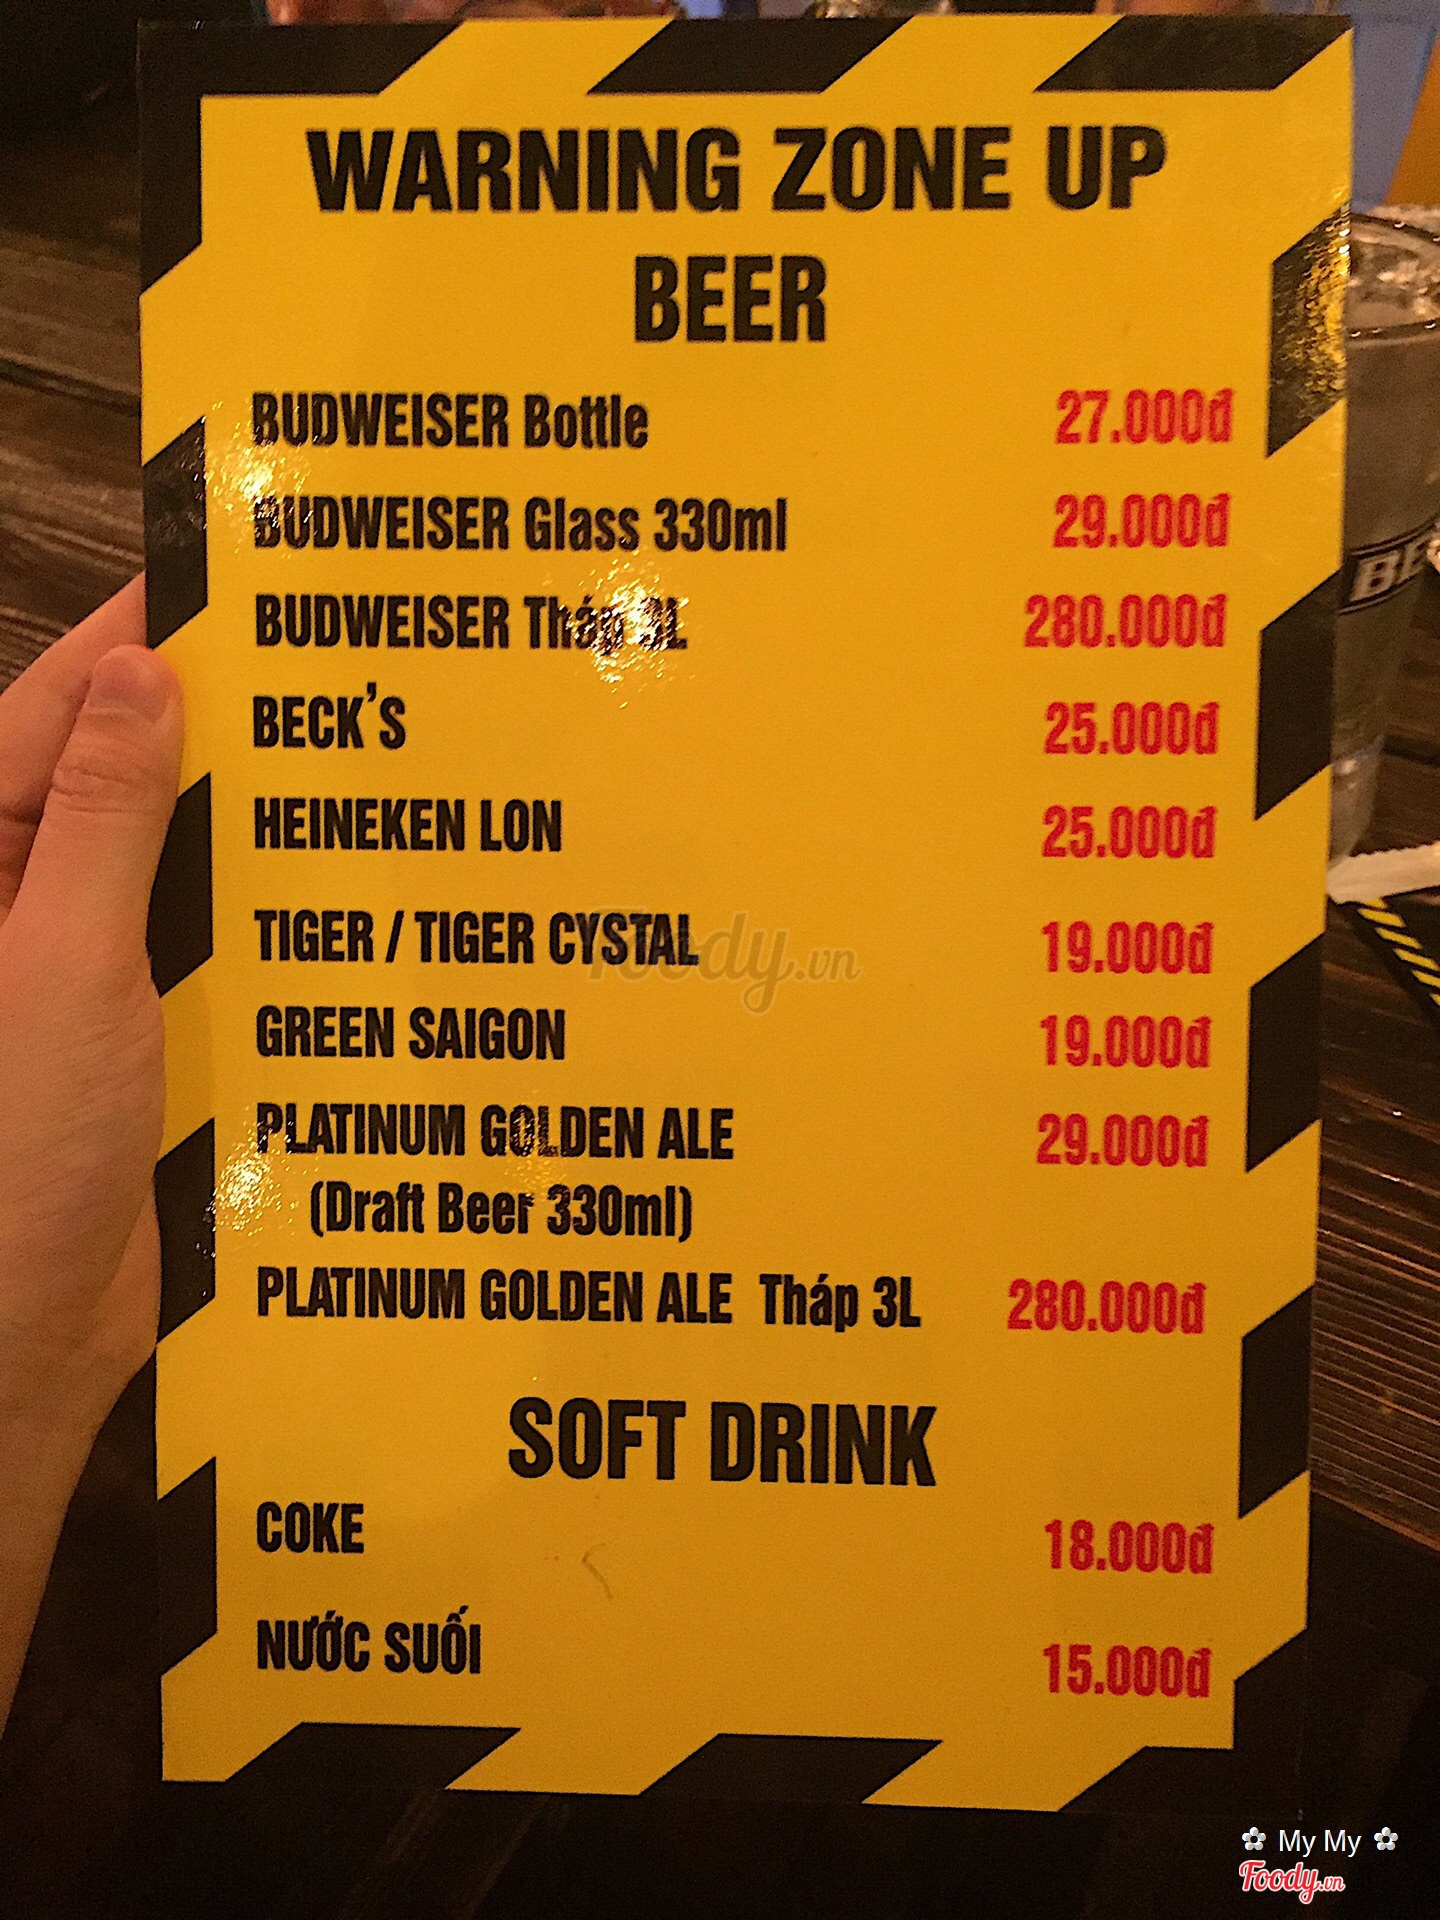 WARNING ZONE UP
BEER
BUDWEISER Bottle 27.000đ
BUDWEISER Glass 330ml 29.000đ
BUDWEISER Tháp 3L 280.000đ
BECK'S 25.000đ
HEINEKEN LON 25.000đ
TIGER / TIGER CYSTAL 19.000đ
GREEN SAIGON 19.000đ
PLATINUM GOLDEN ALE 29.000đ
(Draft Beer 330ml)
PLATINUM GOLDEN ALE Tháp 3L 280.000đ
SOFT DRINK
COKE 18.000đ
NƯỚC SUỐI 15.000đ
Foody.vn
My My
Foody.vn